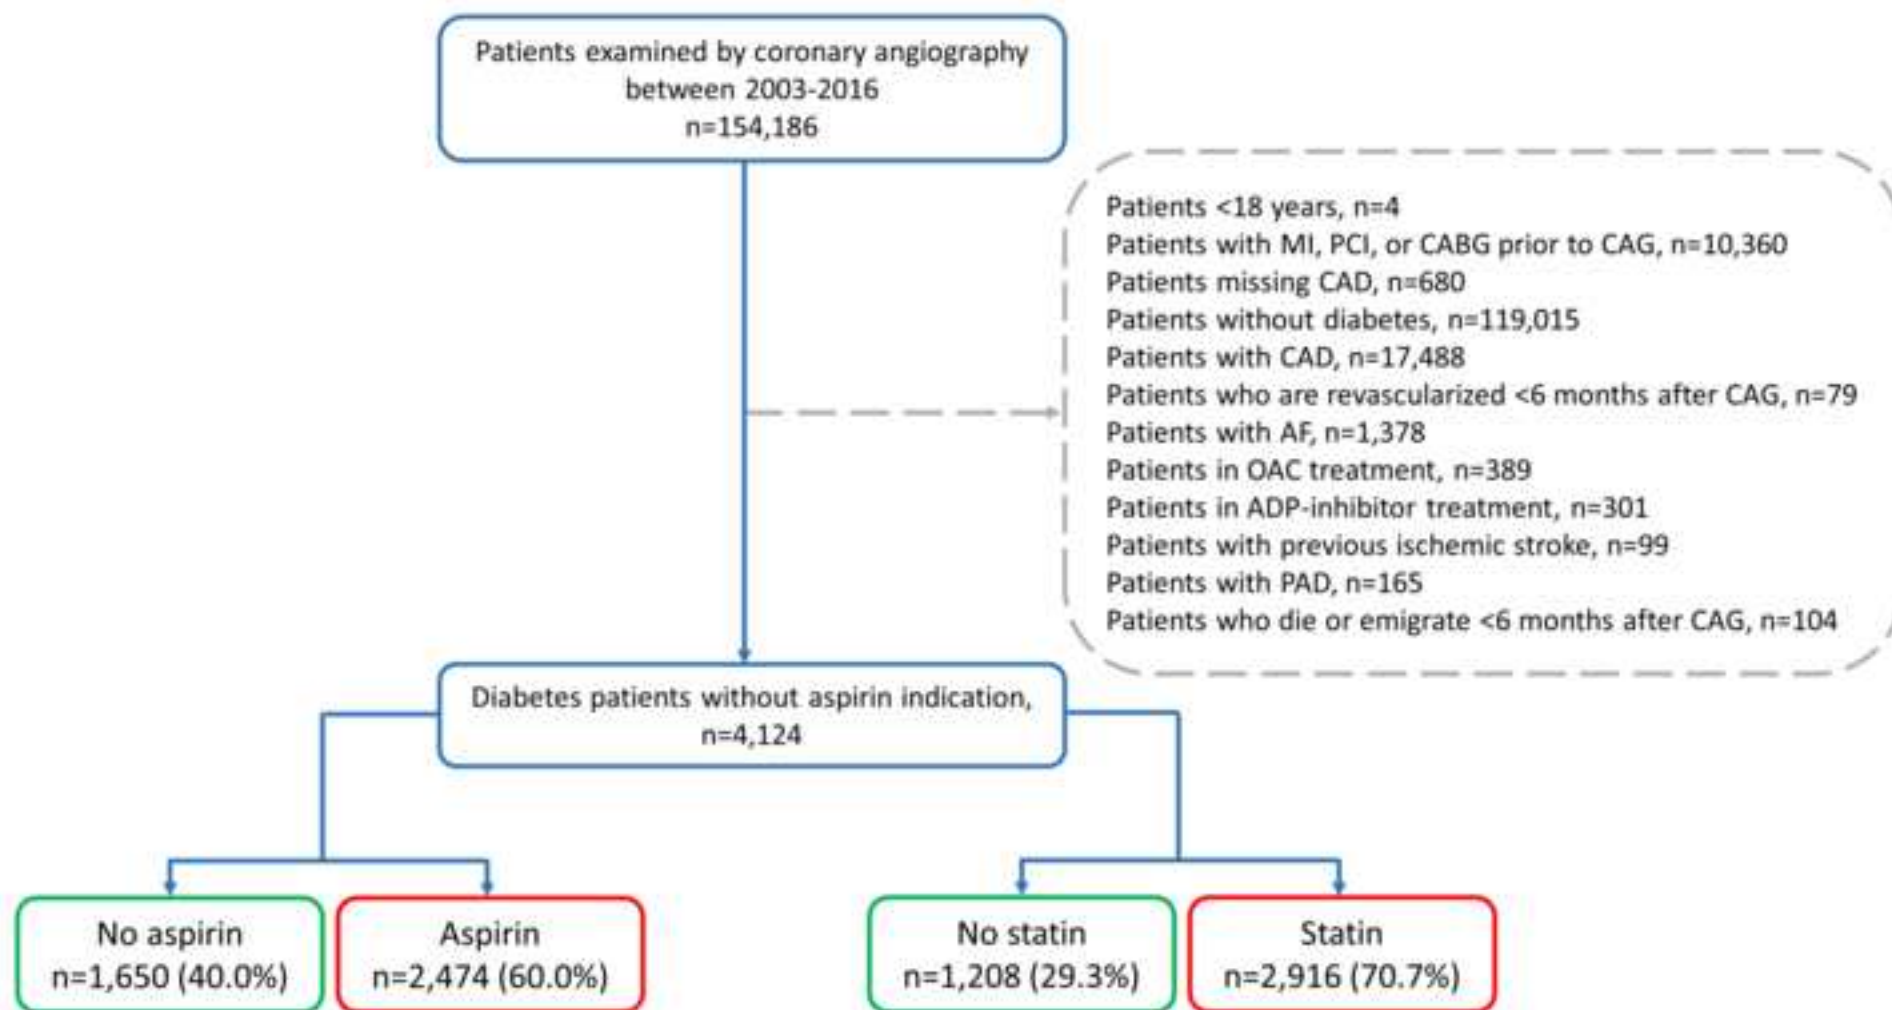 Patients examined by coronary angiography
between 2003-2016
n=154,186
Patients <18 years, n=4
Patients with MI, PCI, or CABG prior to CAG, n=10,360
Patients missing CAD, n=680
Patients without diabetes, n=119,015
Patients with CAD, n=17,488
Patients who are revascularized <6 months after CAG, n=79
Patients with AF, n=1,378
Patients in OAC treatment, n=389
Patients in ADP-inhibitor treatment, n=301
Patients with previous ischemic stroke, n=99
Patients with PAD, n=165
Patients who die or emigrate <6 months after CAG, n=104
Diabetes patients without aspirin indication,
n=4,124
No aspirin
n=1,650 (40.0%)
Aspirin
n=2,474 (60.0%)
No statin
n=1,208 (29.3%)
Statin
n=2,916 (70.7%)